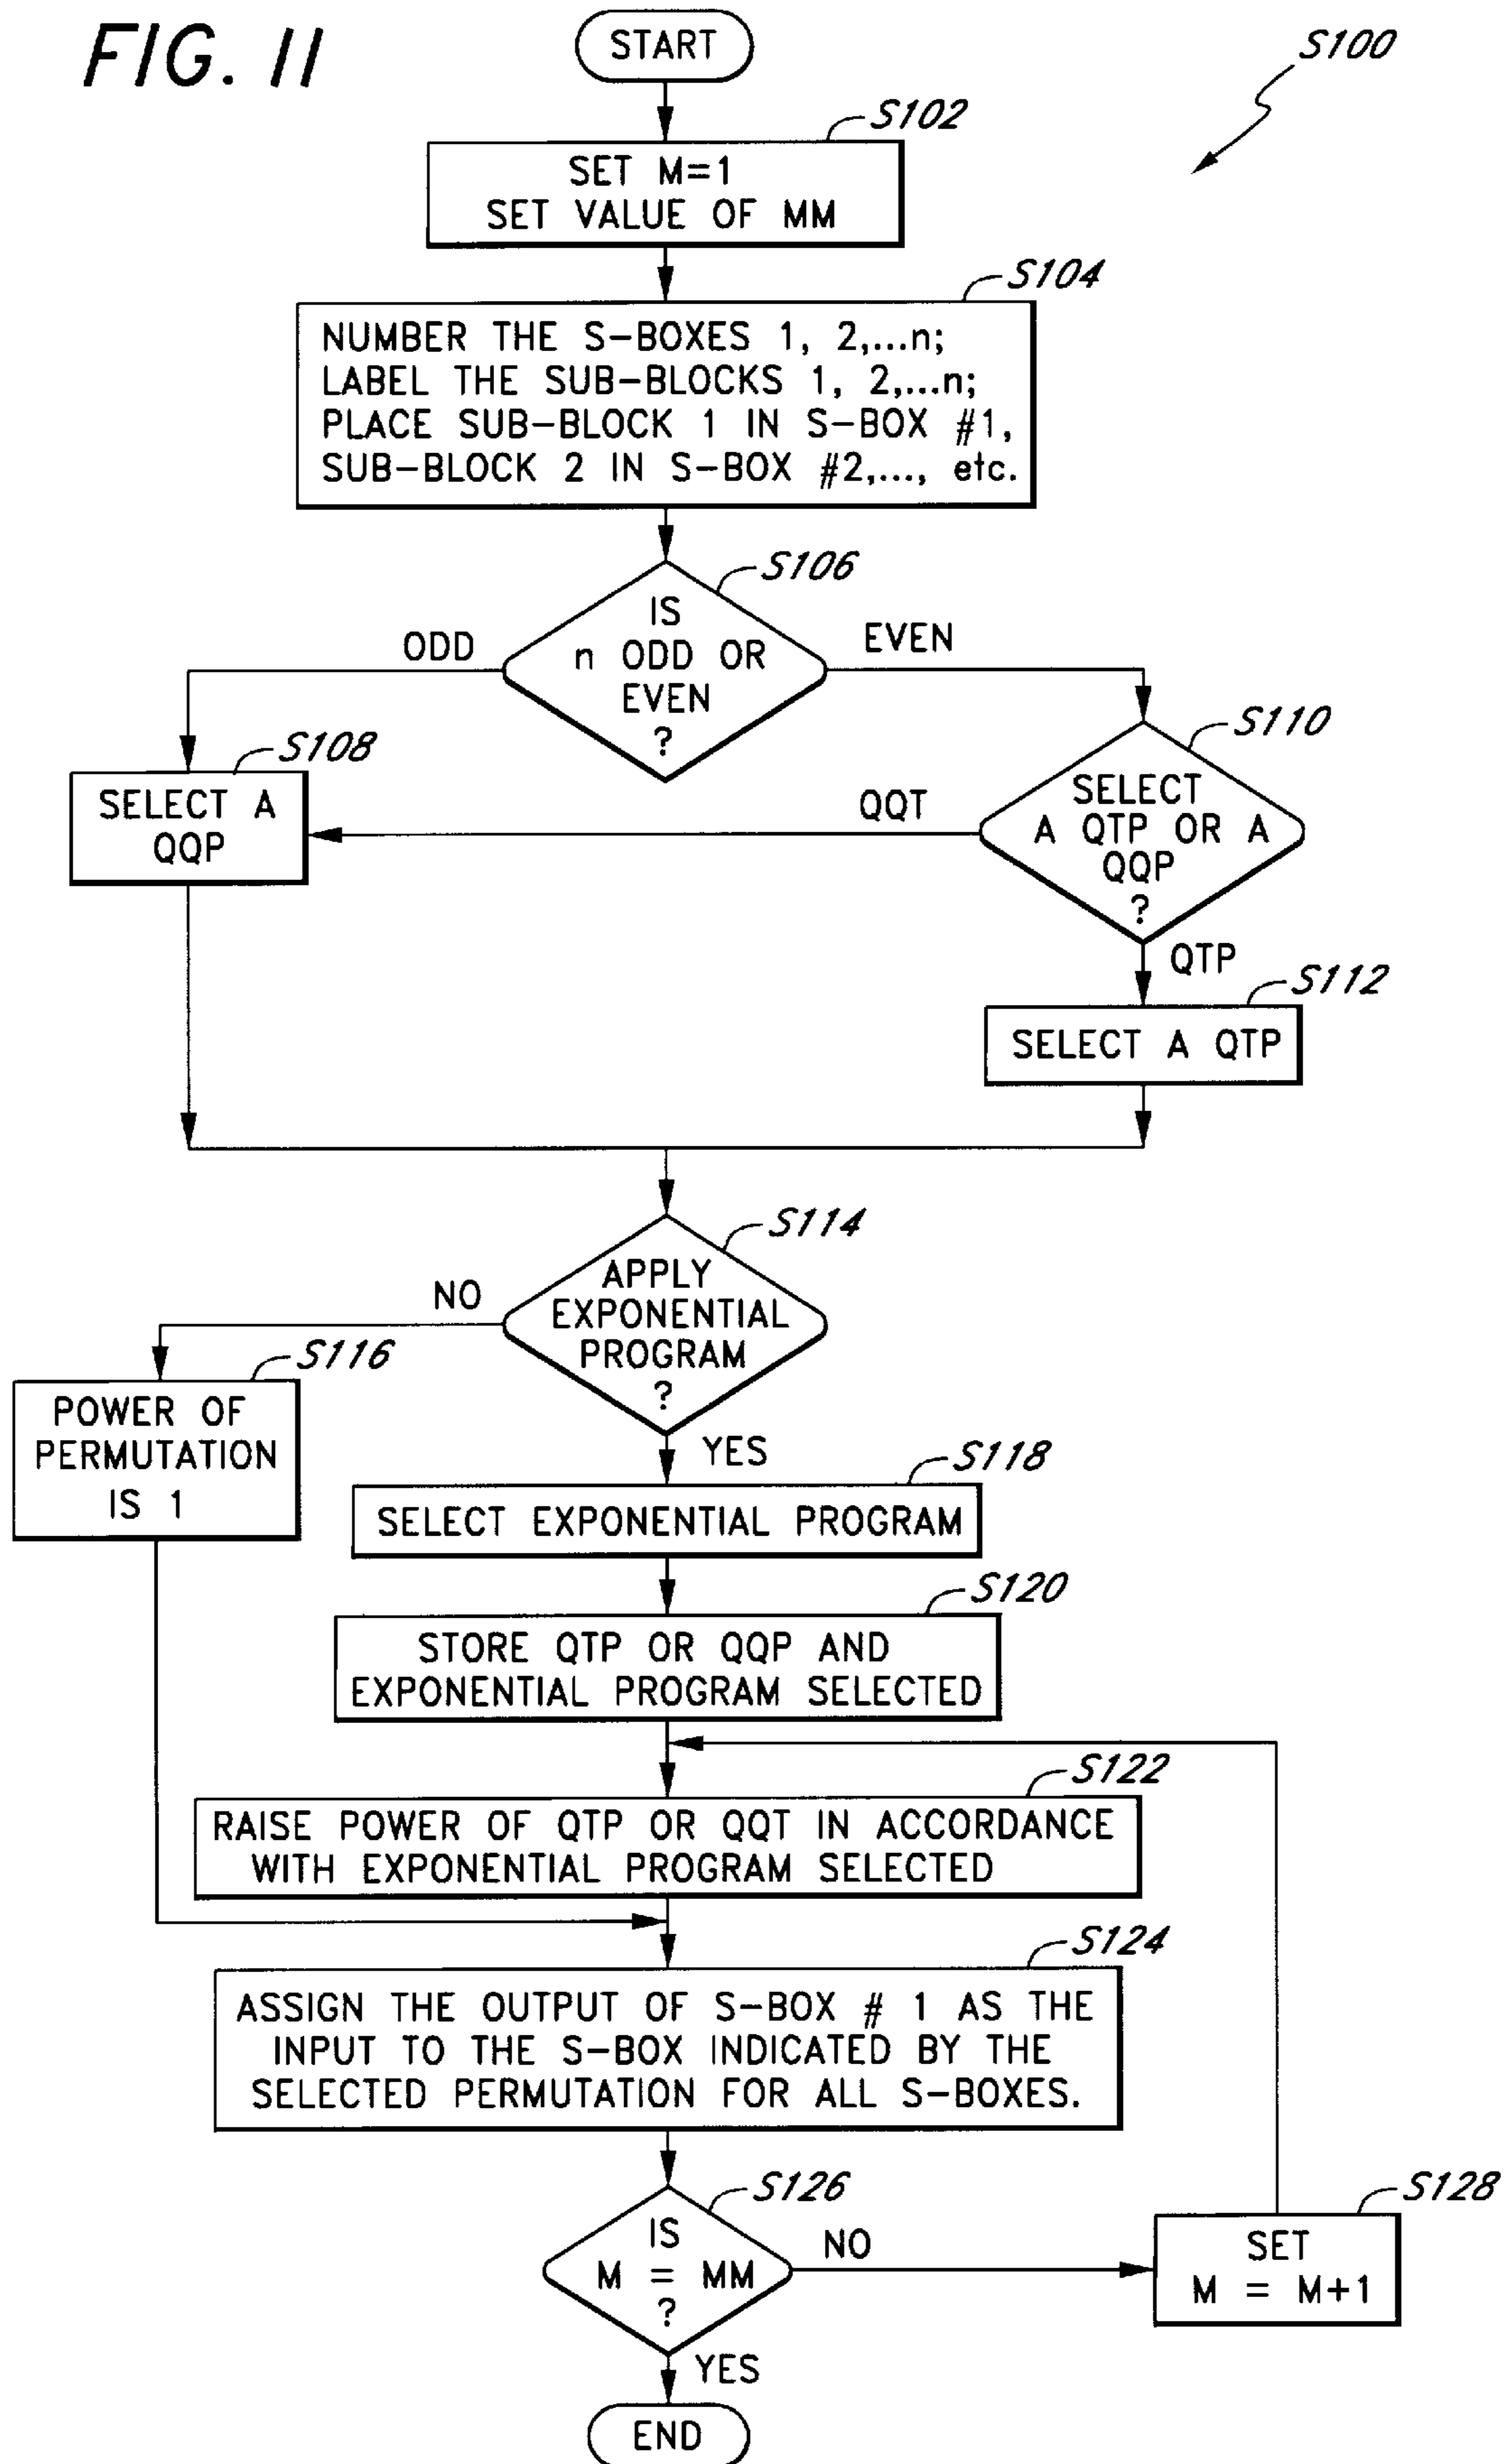 FIG. 11
START
S100
S102
SET M=1
SET VALUE OF MM
S104
NUMBER THE S-BOXES 1, 2,...n;
LABEL THE SUB-BLOCKS 1, 2,...n;
PLACE SUB-BLOCK 1 IN S-BOX #1,
SUB-BLOCK 2 IN S-BOX #2,..., etc.
S106
IS
n ODD OR
EVEN
?
ODD
EVEN
S108
SELECT A
QQP
S110
SELECT
A QTP OR A
QQP
?
QQT
QTP
S112
SELECT A QTP
S114
APPLY
EXPONENTIAL
PROGRAM
?
NO
YES
S116
POWER OF
PERMUTATION
IS 1
S118
SELECT EXPONENTIAL PROGRAM
S120
STORE QTP OR QQP AND
EXPONENTIAL PROGRAM SELECTED
S122
RAISE POWER OF QTP OR QQT IN ACCORDANCE
WITH EXPONENTIAL PROGRAM SELECTED
S124
ASSIGN THE OUTPUT OF S-BOX # 1 AS THE
INPUT TO THE S-BOX INDICATED BY THE
SELECTED PERMUTATION FOR ALL S-BOXES.
S126
IS
M = MM
?
NO
YES
S128
SET
M = M+1
END